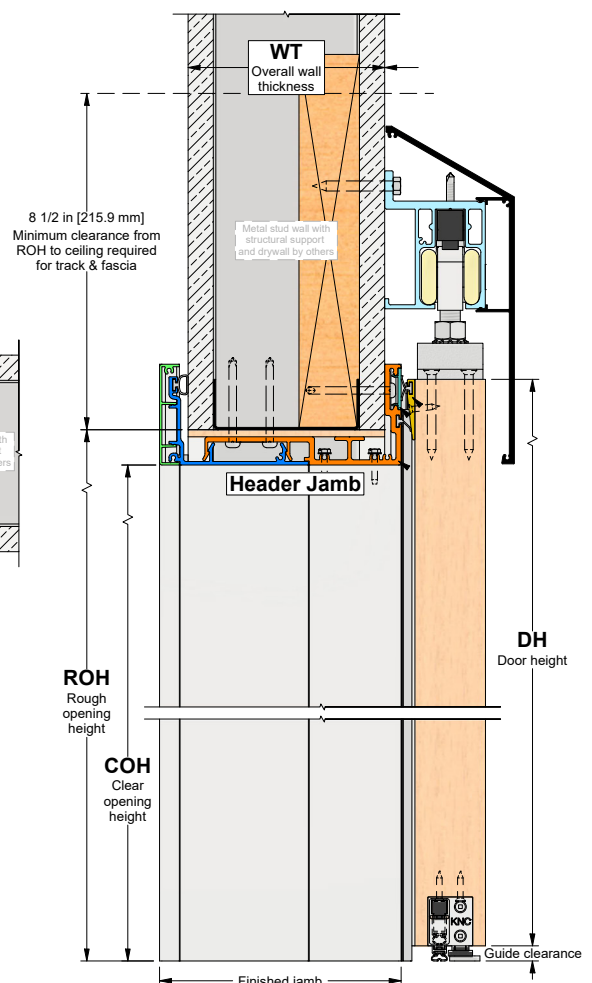 WT
Overall wall
thickness
8 1/2 in [215.9 mm]
Minimum clearance from
ROH to ceiling required
for track & fascia
Metal stud wall with
structural support
and drywall by others
Header Jamb
ROH
Rough
opening
height
COH
Clear
opening
height
DH
Door height
KNC
Guide clearance
Finished jamb